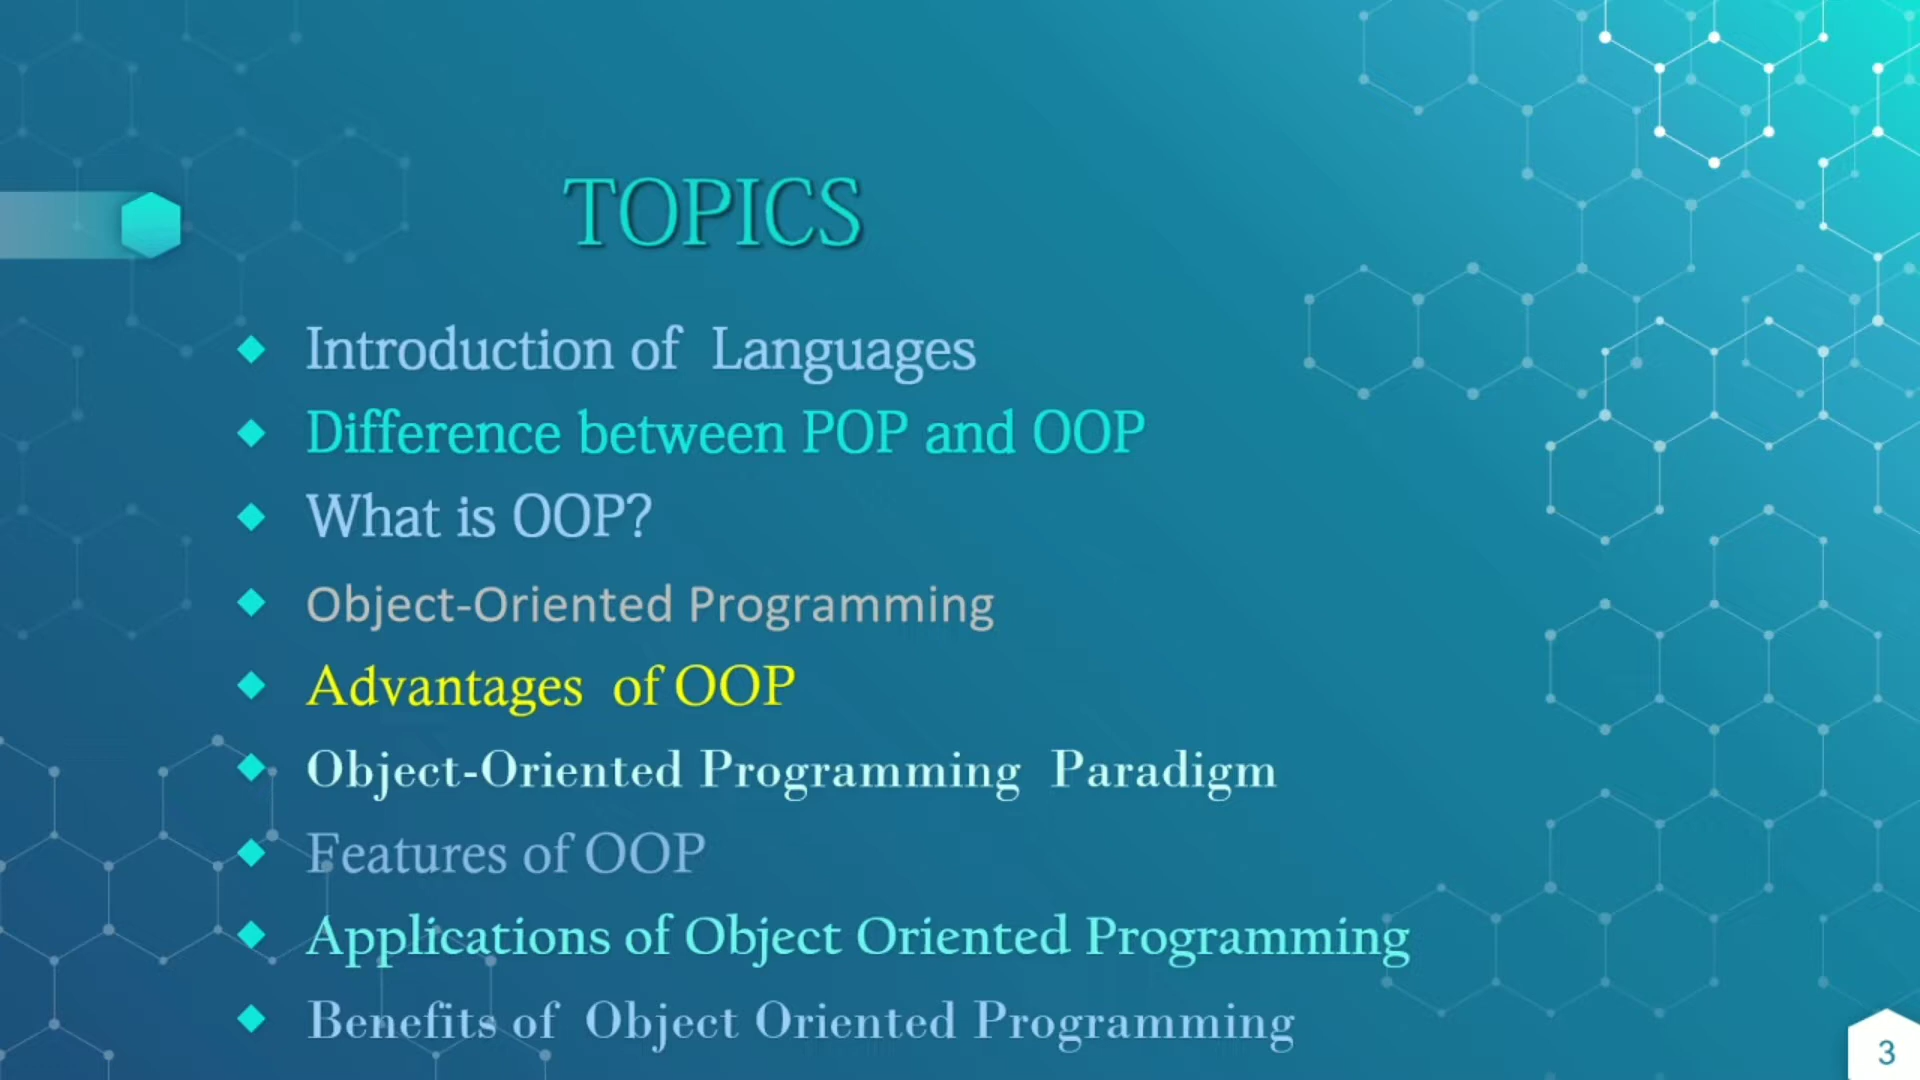 TOPICS
Introduction of Languages
Difference between POP and OOP
What is OOP?
Object-Oriented Programming
Advantages of OOP
Object-Oriented Programming Paradigm
Features of OOP
Applications of Object Oriented Programming
Benefits of Object Oriented Programming
3